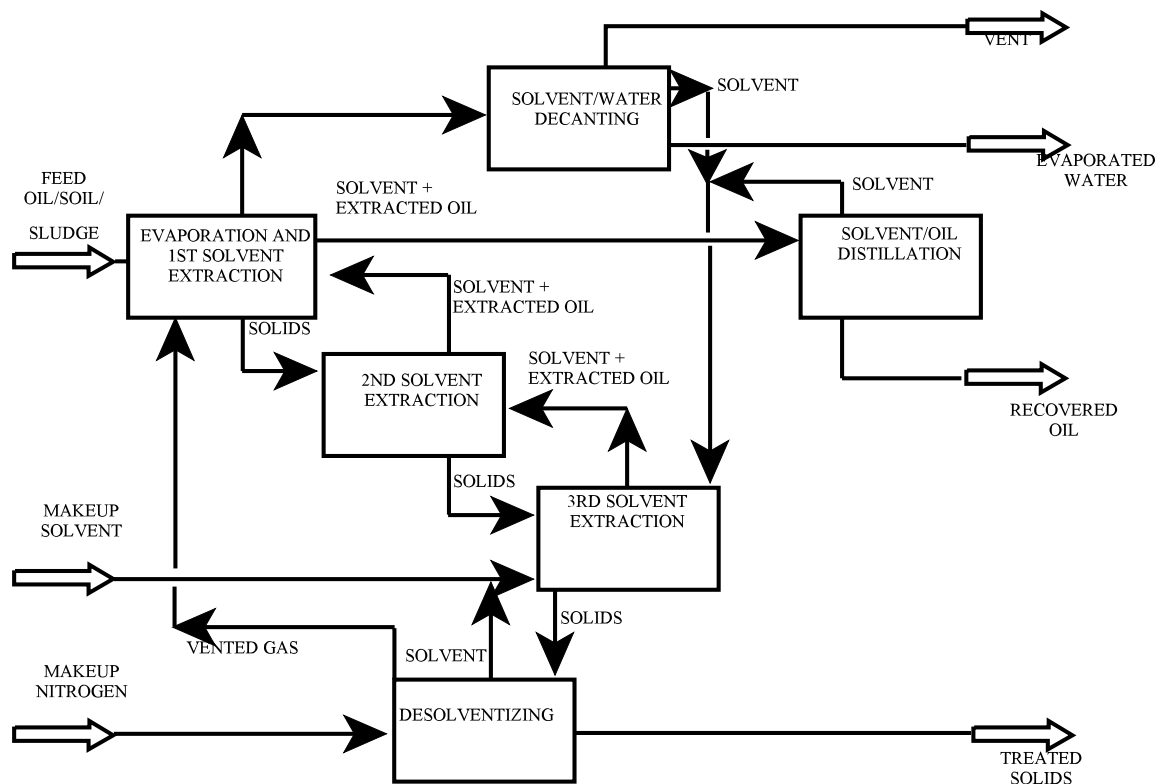 VENT
SOLVENT
SOLVENT/WATER
DECANTING
EVAPORATED
WATER
FEED
OIL/SOIL/
SLUDGE
SOLVENT +
EXTRACTED OIL
SOLVENT
EVAPORATION AND
1ST SOLVENT
EXTRACTION
SOLVENT/OIL
DISTILLATION
SOLVENT +
EXTRACTED OIL
SOLIDS
SOLVENT +
EXTRACTED OIL
2ND SOLVENT
EXTRACTION
RECOVERED
OIL
SOLIDS
MAKEUP
SOLVENT
3RD SOLVENT
EXTRACTION
SOLIDS
VENTED GAS
SOLVENT
MAKEUP
NITROGEN
DESOLVENTIZING
TREATED
SOLIDS